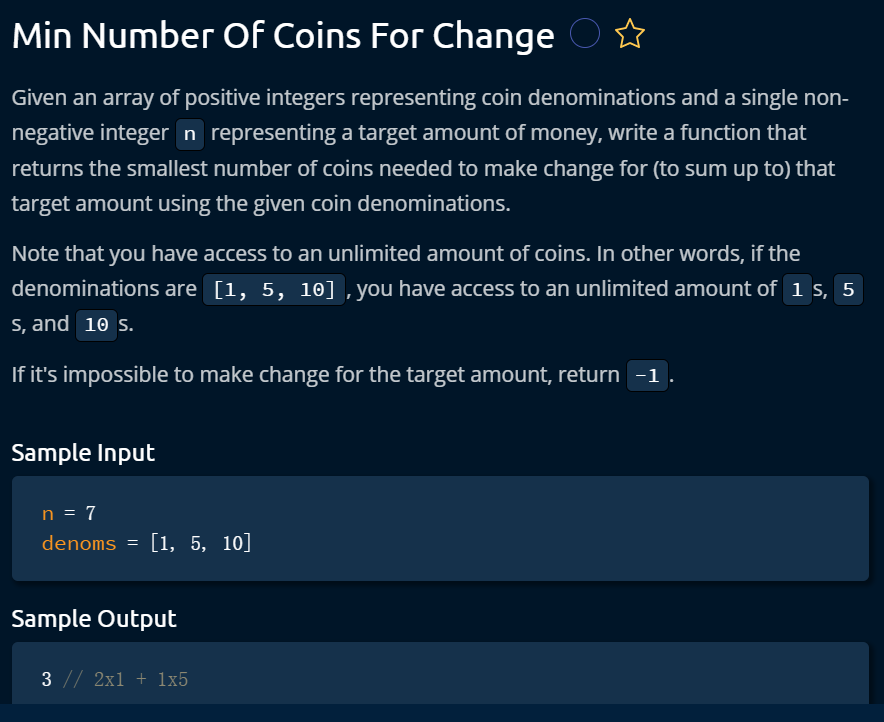 Min Number Of Coins For Change
Given an array of positive integers representing coin denominations and a single non-
negative integer n representing a target amount of money, write a function that
returns the smallest number of coins needed to make change for (to sum up to) that
target amount using the given coin denominations.
Note that you have access to an unlimited amount of coins. In other words, if the
denominations are [1, 5, 10] , you have access to an unlimited amount of 1 s, 5
s, and 10 s.
If it's impossible to make change for the target amount, return -1 .
Sample Input
n = 7
denoms = [1, 5, 10]
Sample Output
3 // 2x1 + 1x5